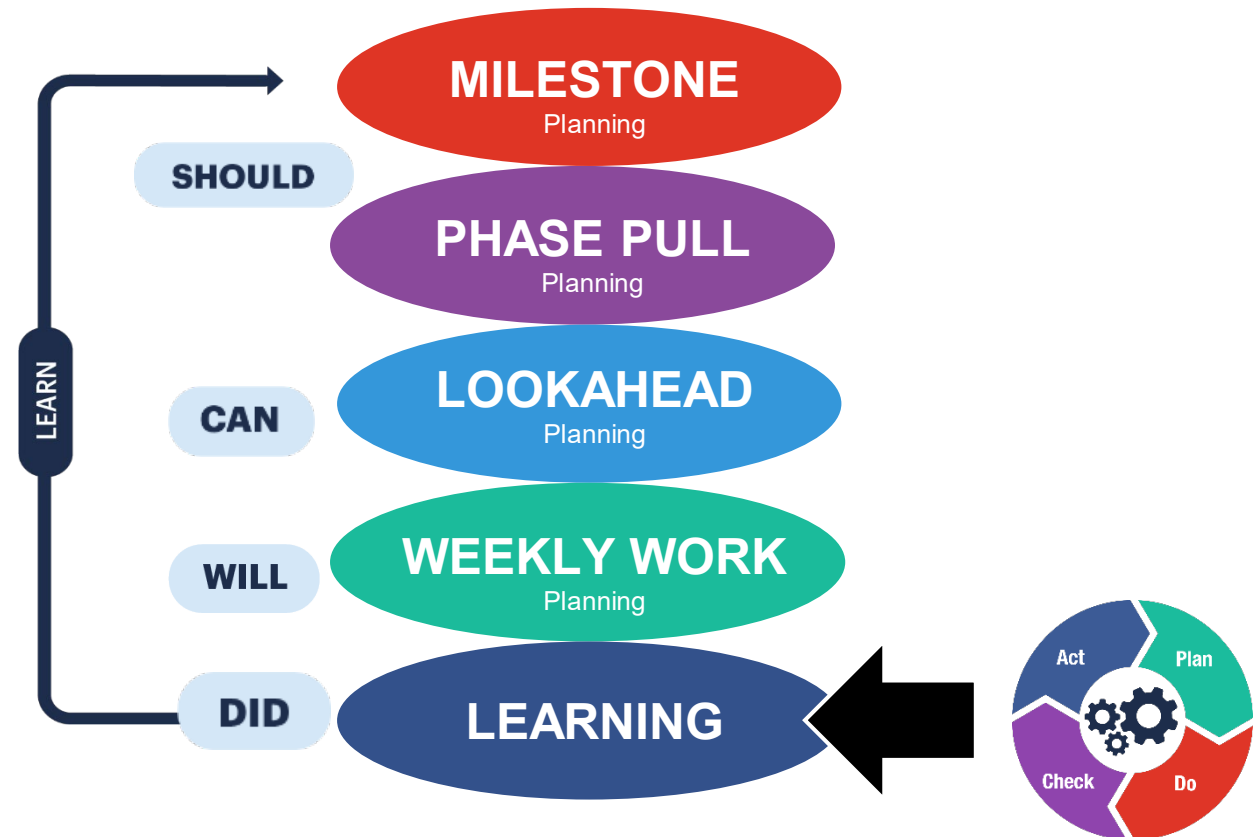 MILESTONE
Planning
SHOULD
PHASE PULL
Planning
LEARN
CAN
LOOKAHEAD
Planning
WILL
WEEKLY WORK
Planning
DID
LEARNING
Act
Plan
Check
Do